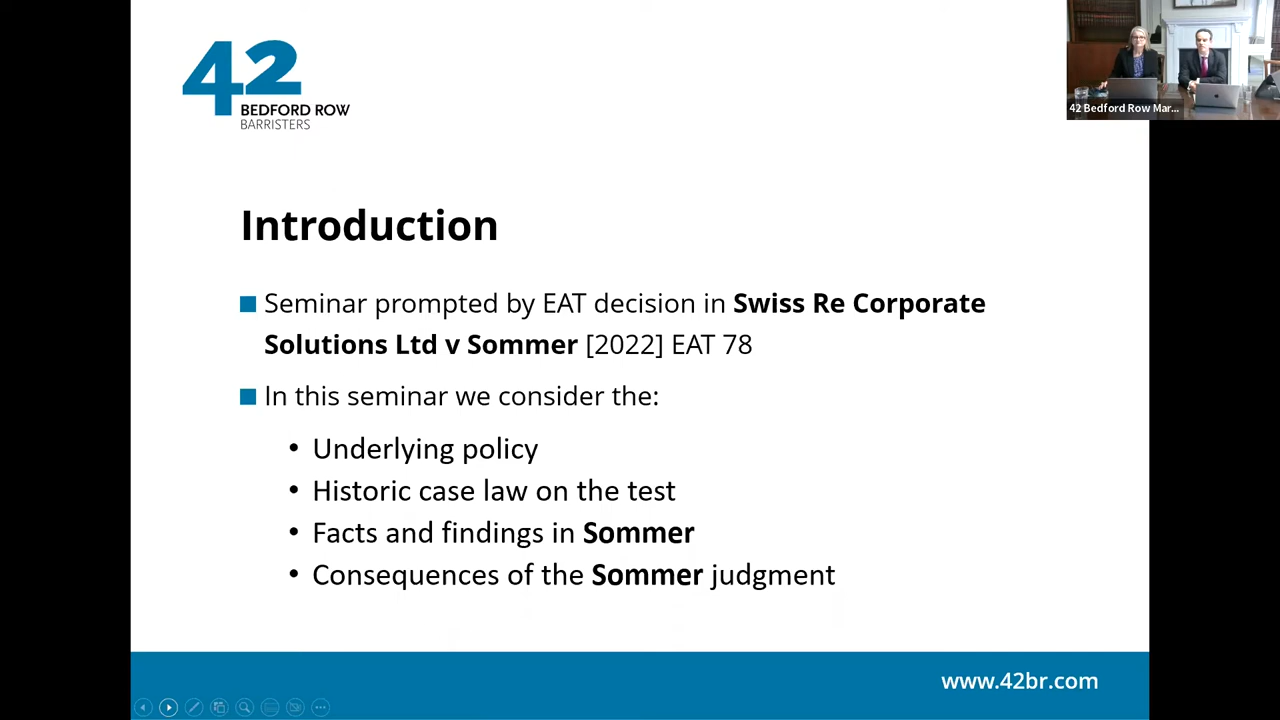 42
BEDFORD ROW
BARRISTERS
42 Bedford Row Mar...
Introduction
Seminar prompted by EAT decision in Swiss Re Corporate
Solutions Ltd v Sommer [2022] EAT 78
In this seminar we consider the:
• Underlying policy
• Historic case law on the test
• Facts and findings in Sommer
• Consequences of the Sommer judgment
www.42br.com